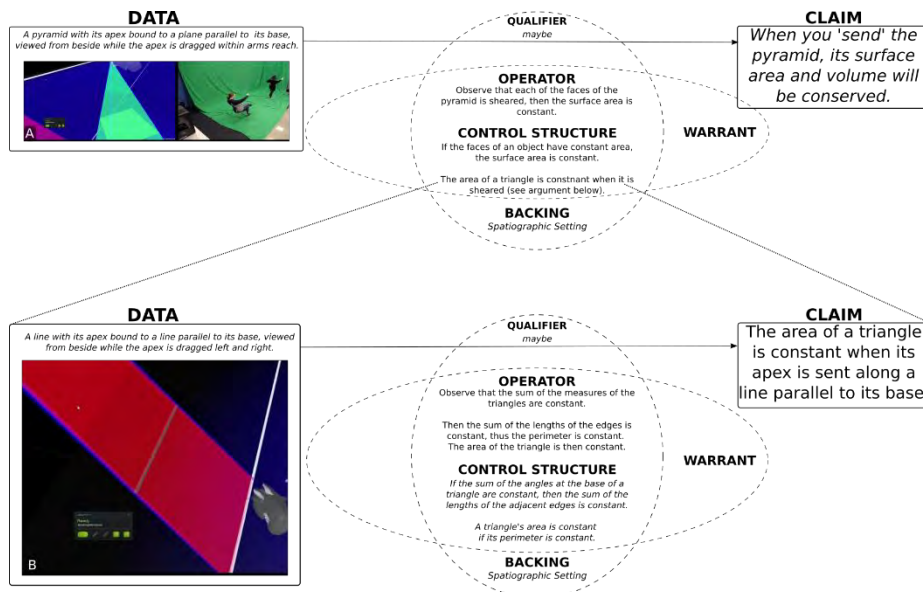 DATA
A pyramid with its apex bound to a plane parallel to its base,
viewed from beside while the apex is dragged within arms reach.
A
QUALIFIER
maybe
OPERATOR
Observe that each of the faces of the
pyramid is sheared, then the surface area is
constant.
CONTROL STRUCTURE
If the faces of an object have constant area,
the surface area is constant.
The area of a triangle is constnant when it is
sheared (see argument below).
BACKING
Spatiographic Setting
WARRANT
CLAIM
When you 'send' the
pyramid, its surface
area and volume will
be conserved.
DATA
A line with its apex bound to a line parallel to its base, viewed
from beside while the apex is dragged left and right.
B
QUALIFIER
maybe
OPERATOR
Observe that the sum of the measures of the
triangles are constant.
Then the sum of the lengths of the edges is
constant, thus the perimeter is constant.
The area of the triangle is then constant.
CONTROL STRUCTURE
If the sum of the angles at the base of a
triangle are constant, then the sum of the
lengths of the adjacent edges is constant.
A triangle's area is constant
if its perimeter is constant.
BACKING
Spatiographic Setting
WARRANT
CLAIM
The area of a triangle
is constant when its
apex is sent along a
line parallel to its base